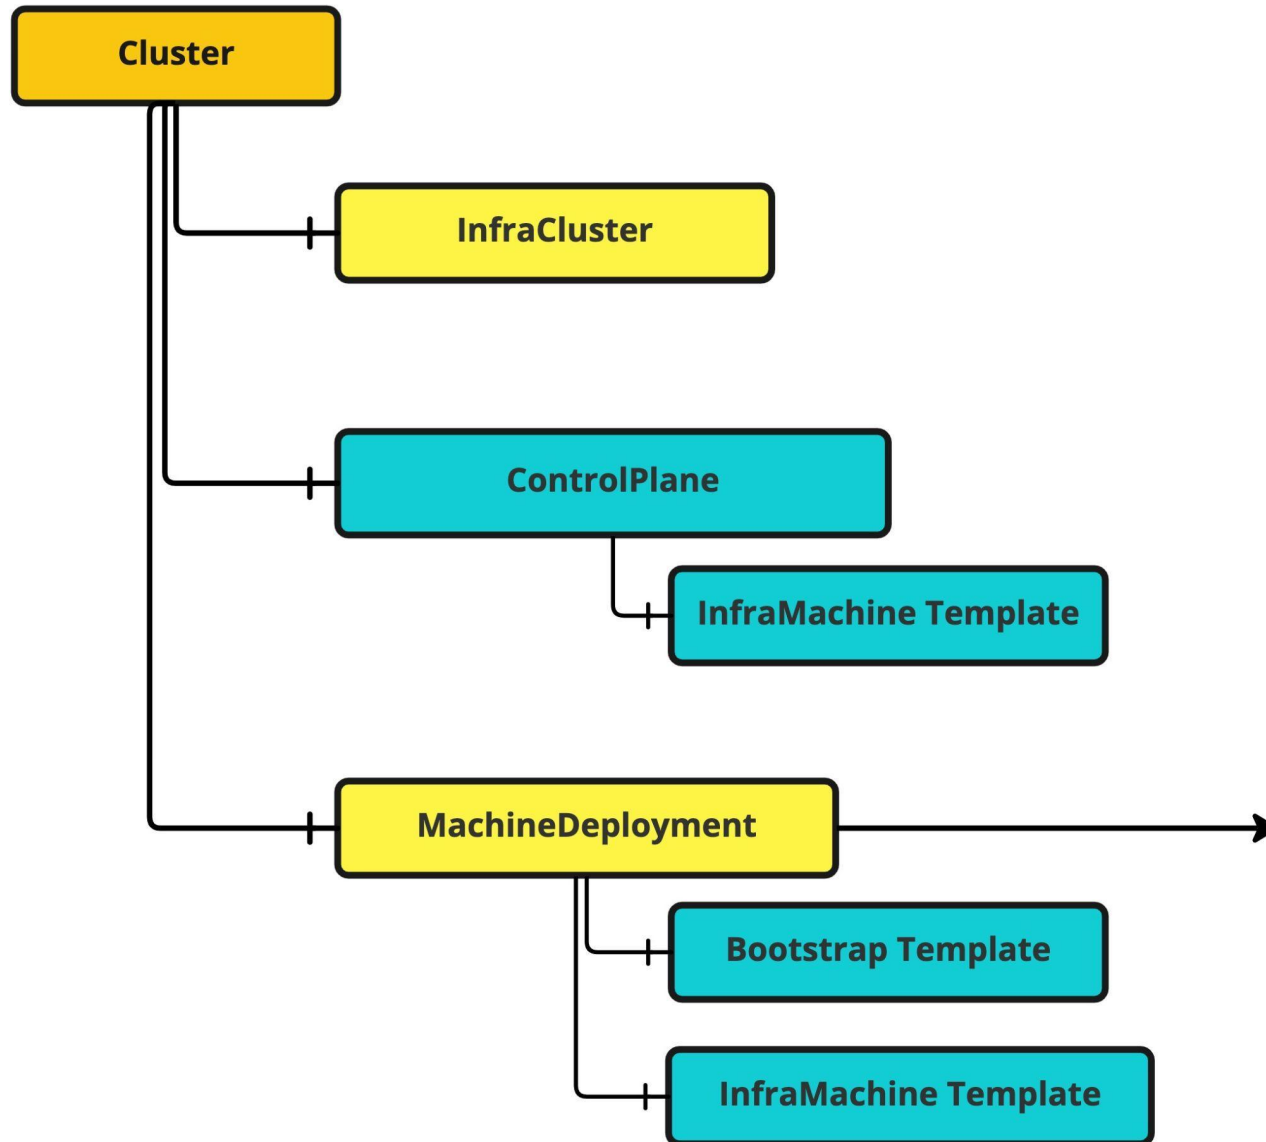 Cluster
InfraCluster
ControlPlane
InfraMachine Template
MachineDeployment
Bootstrap Template
InfraMachine Template